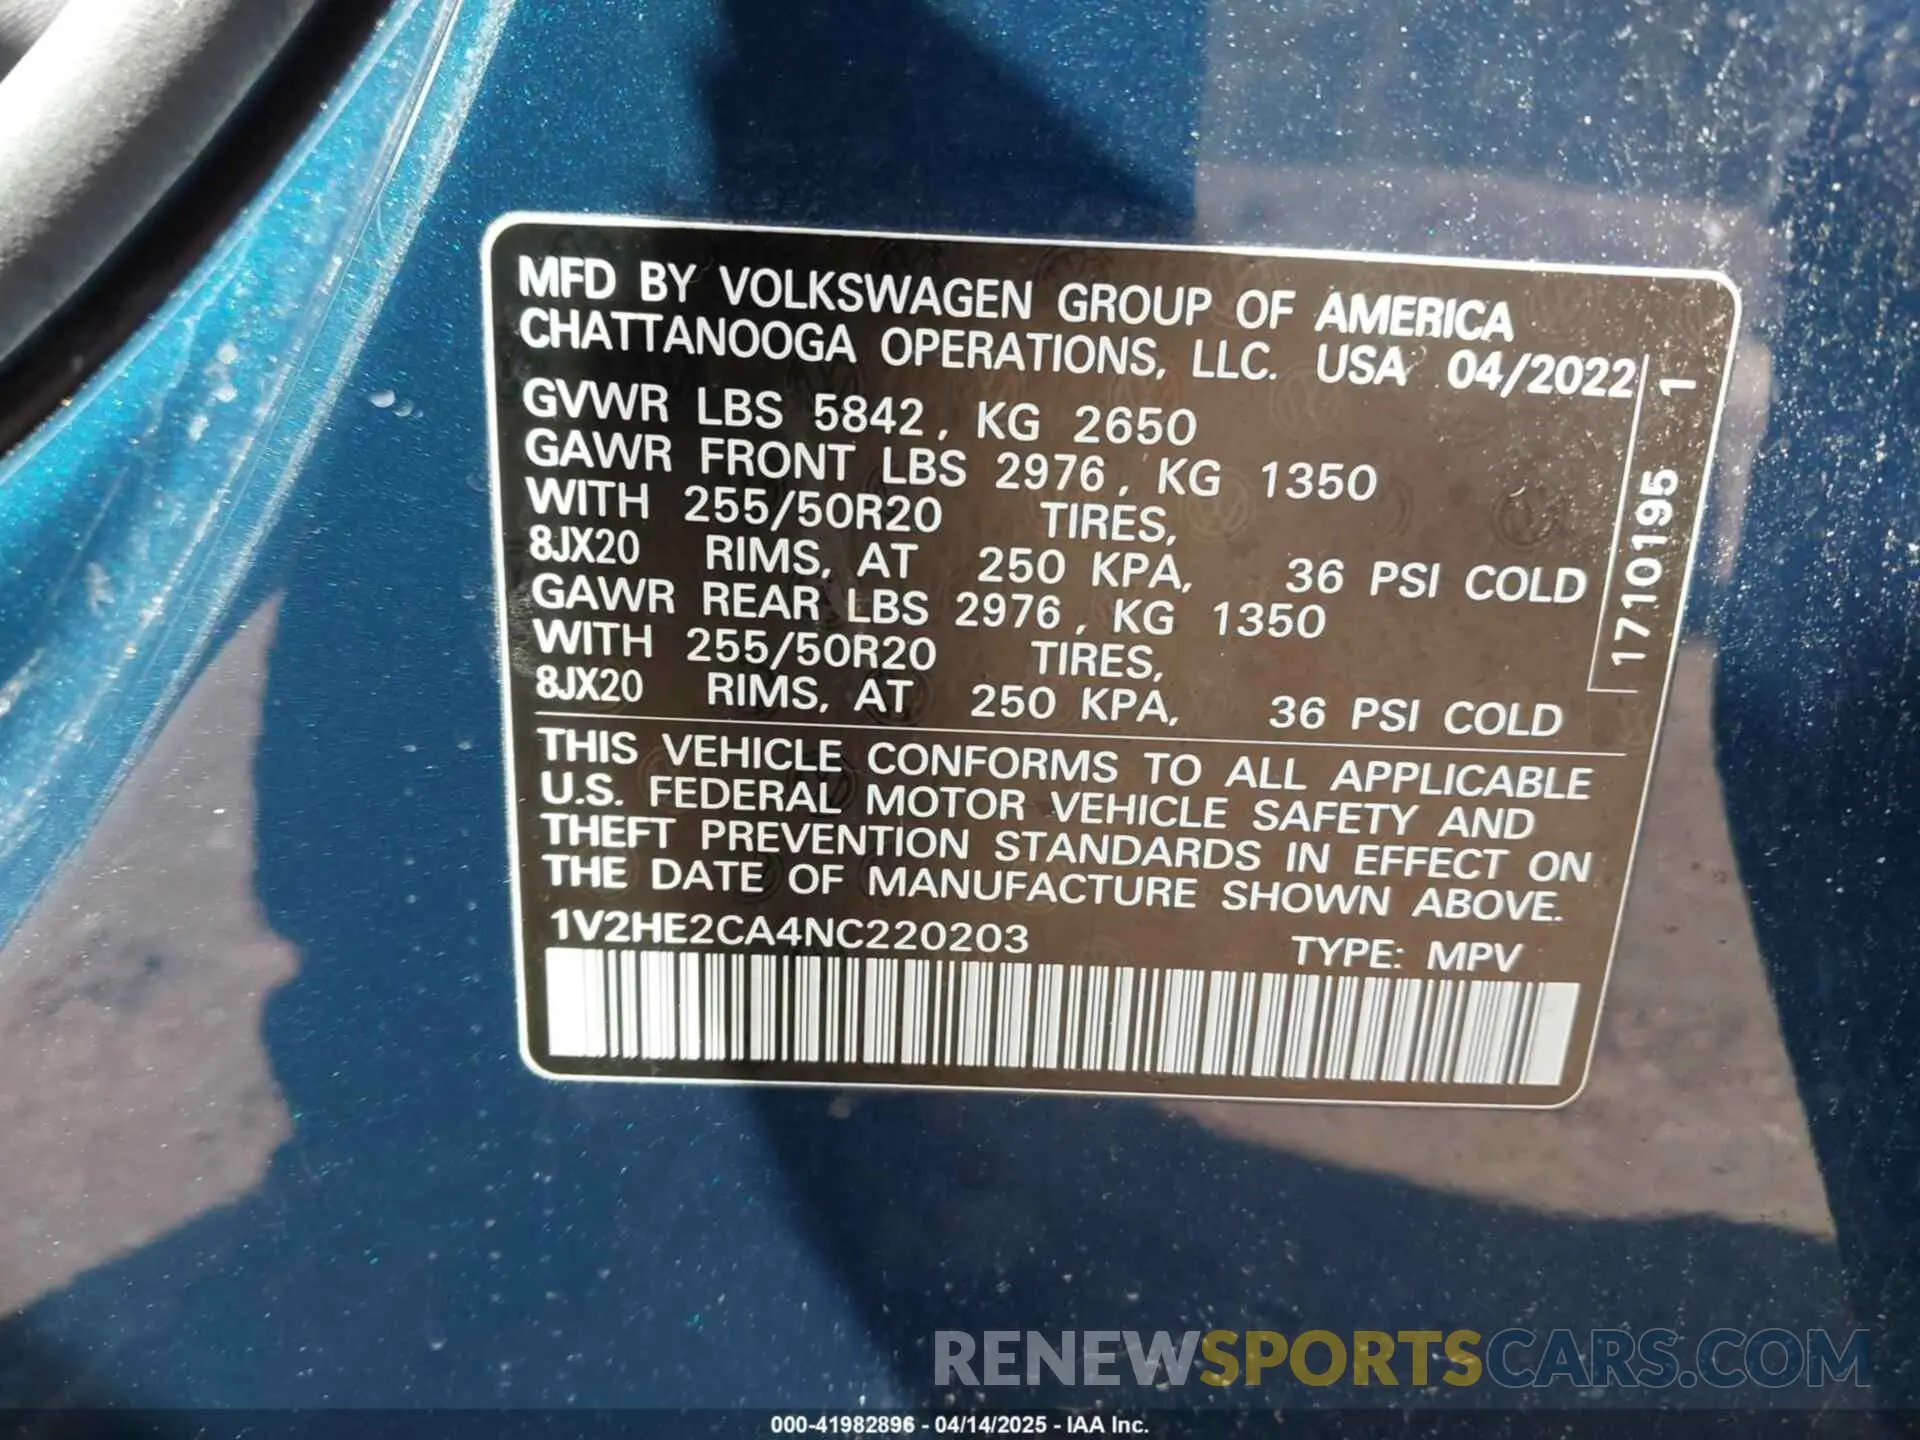 MFD BY VOLKSWAGEN GROUP OF AMERICA
CHATTANOOGA OPERATIONS, LLC. USA 04/2022
GVWR LBS 5842, KG 2650
GAWR FRONT LBS 2976, KG 1350
WITH 255/50R20 TIRES,
8JX20 RIMS, AT 250 KPA, 36 PSI COLD
GAWR REAR LBS 2976, KG 1350
WITH 255/50R20 TIRES,
8JX20 RIMS, AT 250 KPA, 36 PSI COLD
THIS VEHICLE CONFORMS TO ALL APPLICABLE
U.S. FEDERAL MOTOR VEHICLE SAFETY AND
THEFT PREVENTION STANDARDS IN EFFECT ON
THE DATE OF MANUFACTURE SHOWN ABOVE.
1V2HE2CA4NC220203 TYPE: MPV
1710195 1
RENEWSPORTSCARS.COM
000-41982896 - 04/14/2025 - IAA Inc.